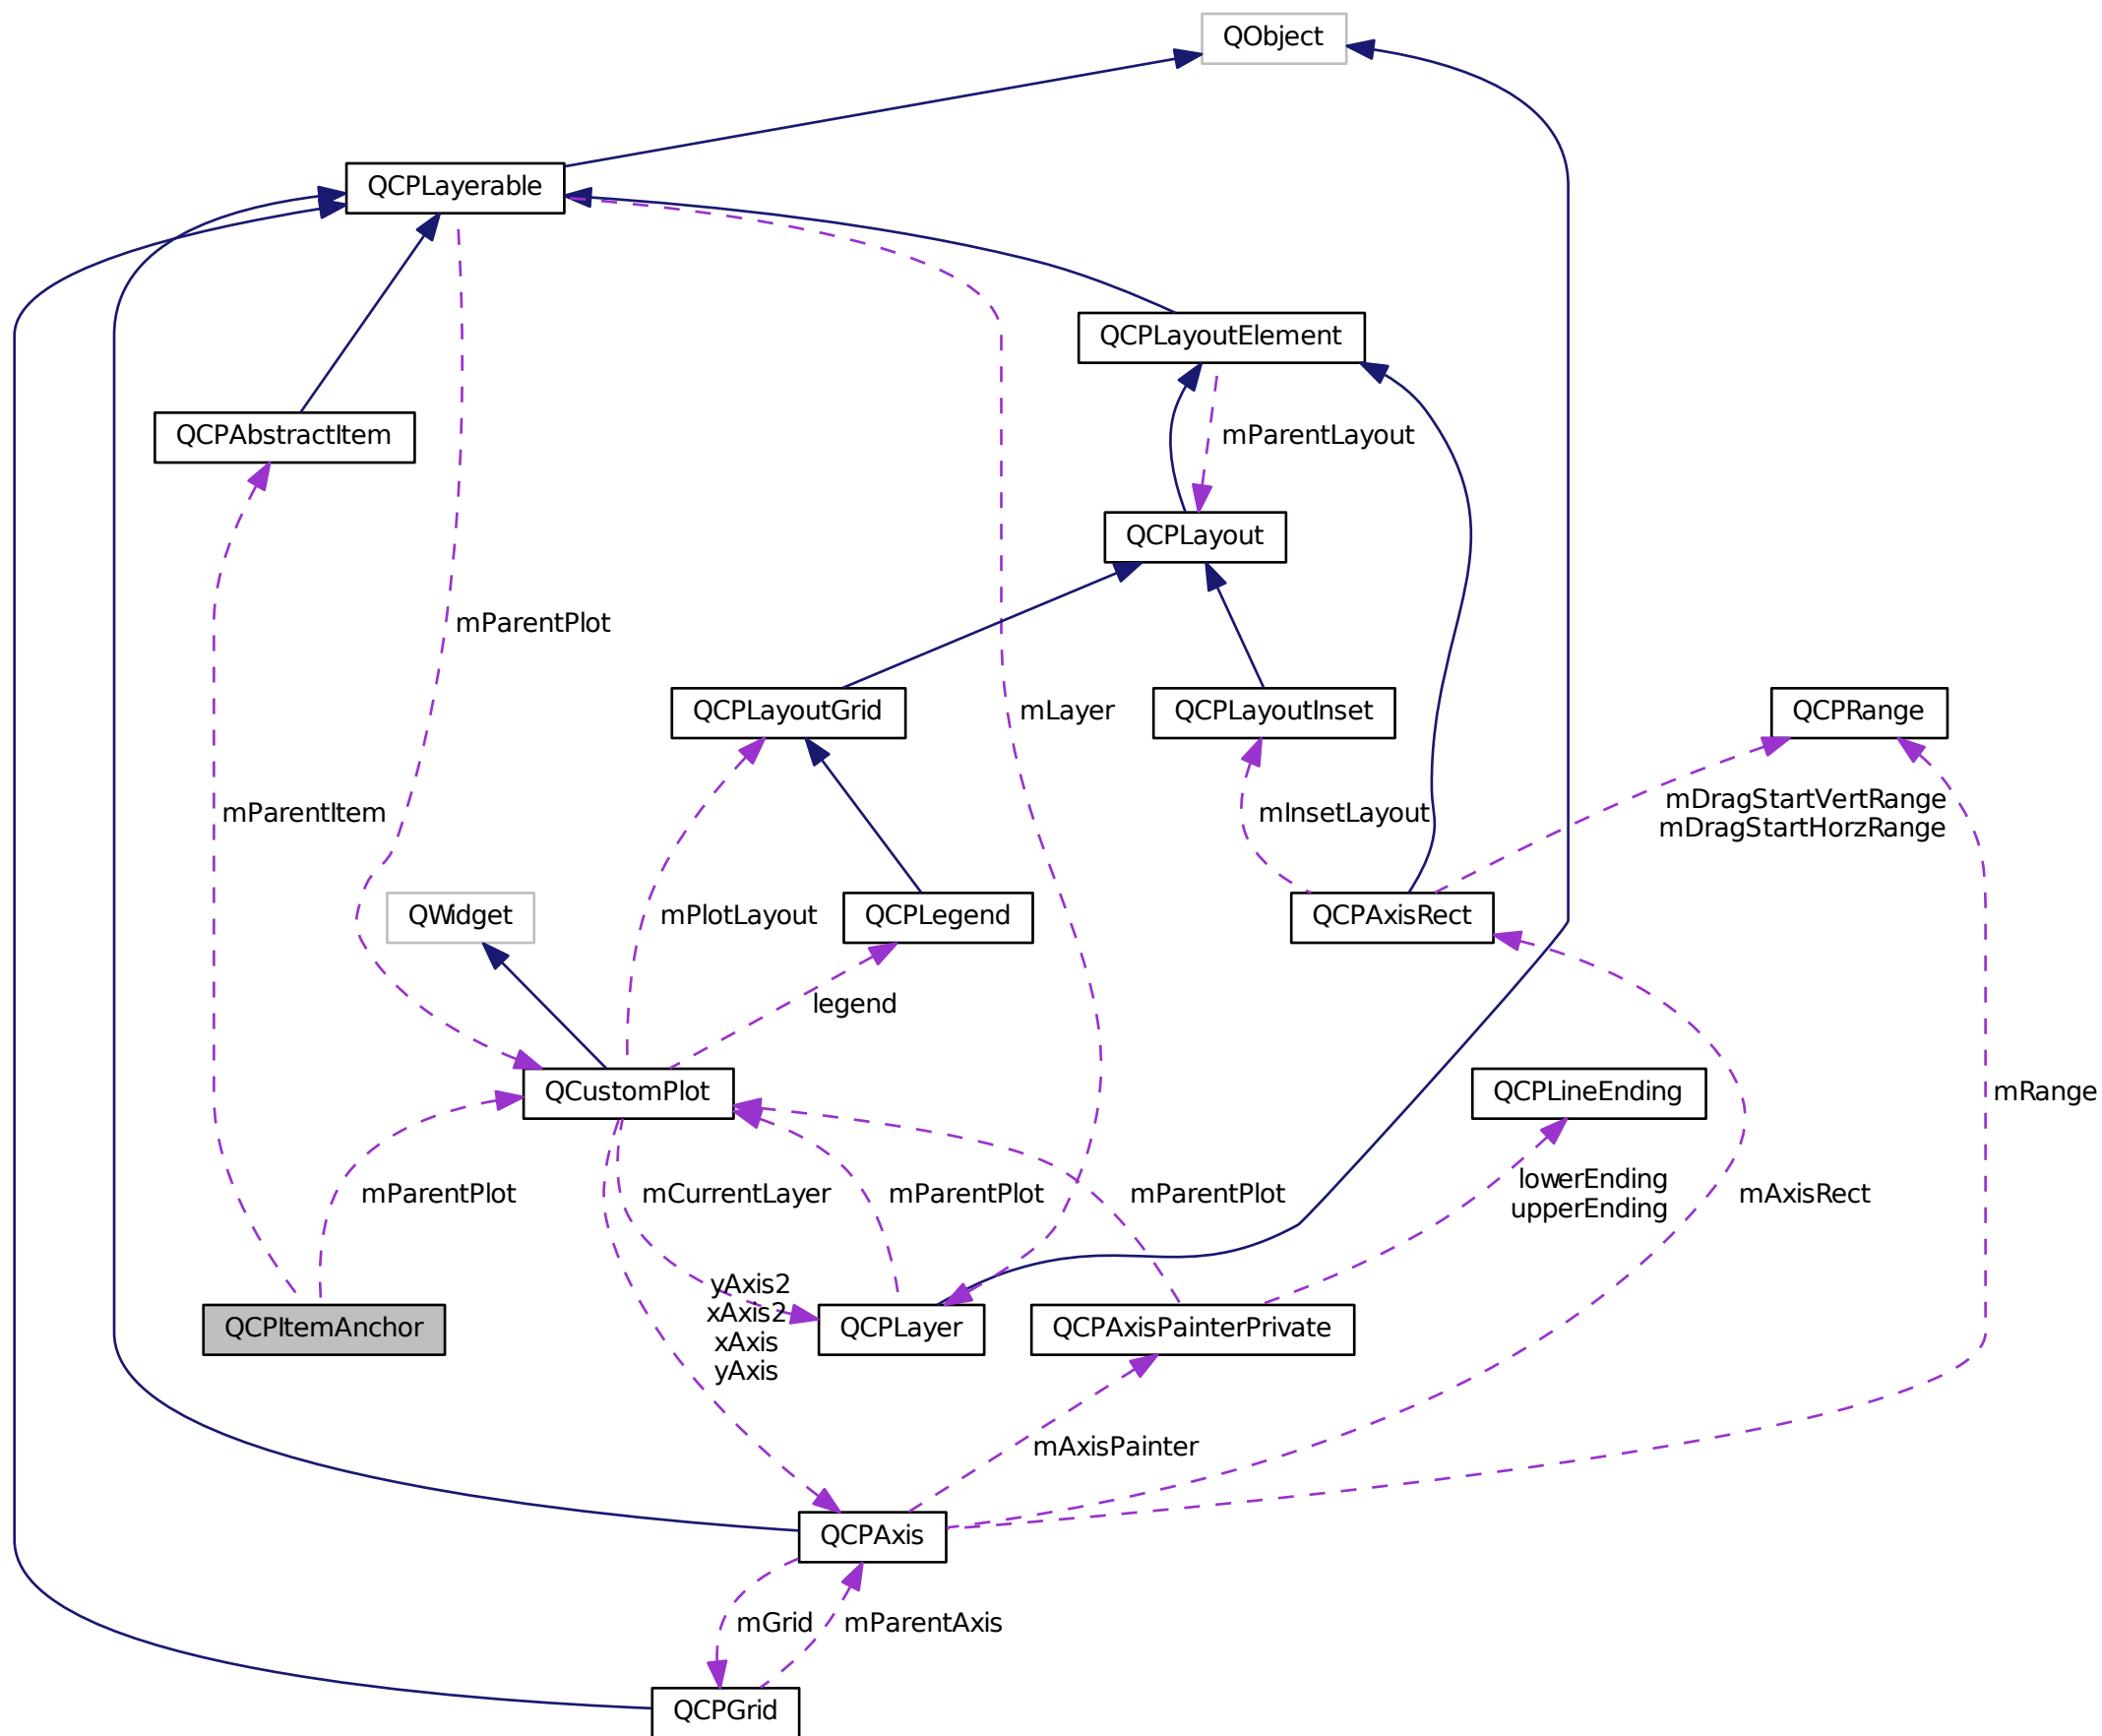 QObject
QCPLayerable
QCPLayoutElement
QCPAbstractItem
mParentLayout
QCPLayout
mParentPlot
QCPLayoutGrid
mLayer
QCPLayoutInset
QCPRange
mParentItem
mInsetLayout
mDragStartVertRange
mDragStartHorzRange
QWidget
mPlotLayout
QCPLegend
QCPAxisRect
legend
QCustomPlot
QCPLineEnding
mRange
mParentPlot
mCurrentLayer
mParentPlot
mParentPlot
lowerEnding
upperEnding
mAxisRect
yAxis2
xAxis2
xAxis
yAxis
QCPItemAnchor
QCPLayer
QCPAxisPainterPrivate
mAxisPainter
QCPAxis
mGrid
mParentAxis
QCPGrid